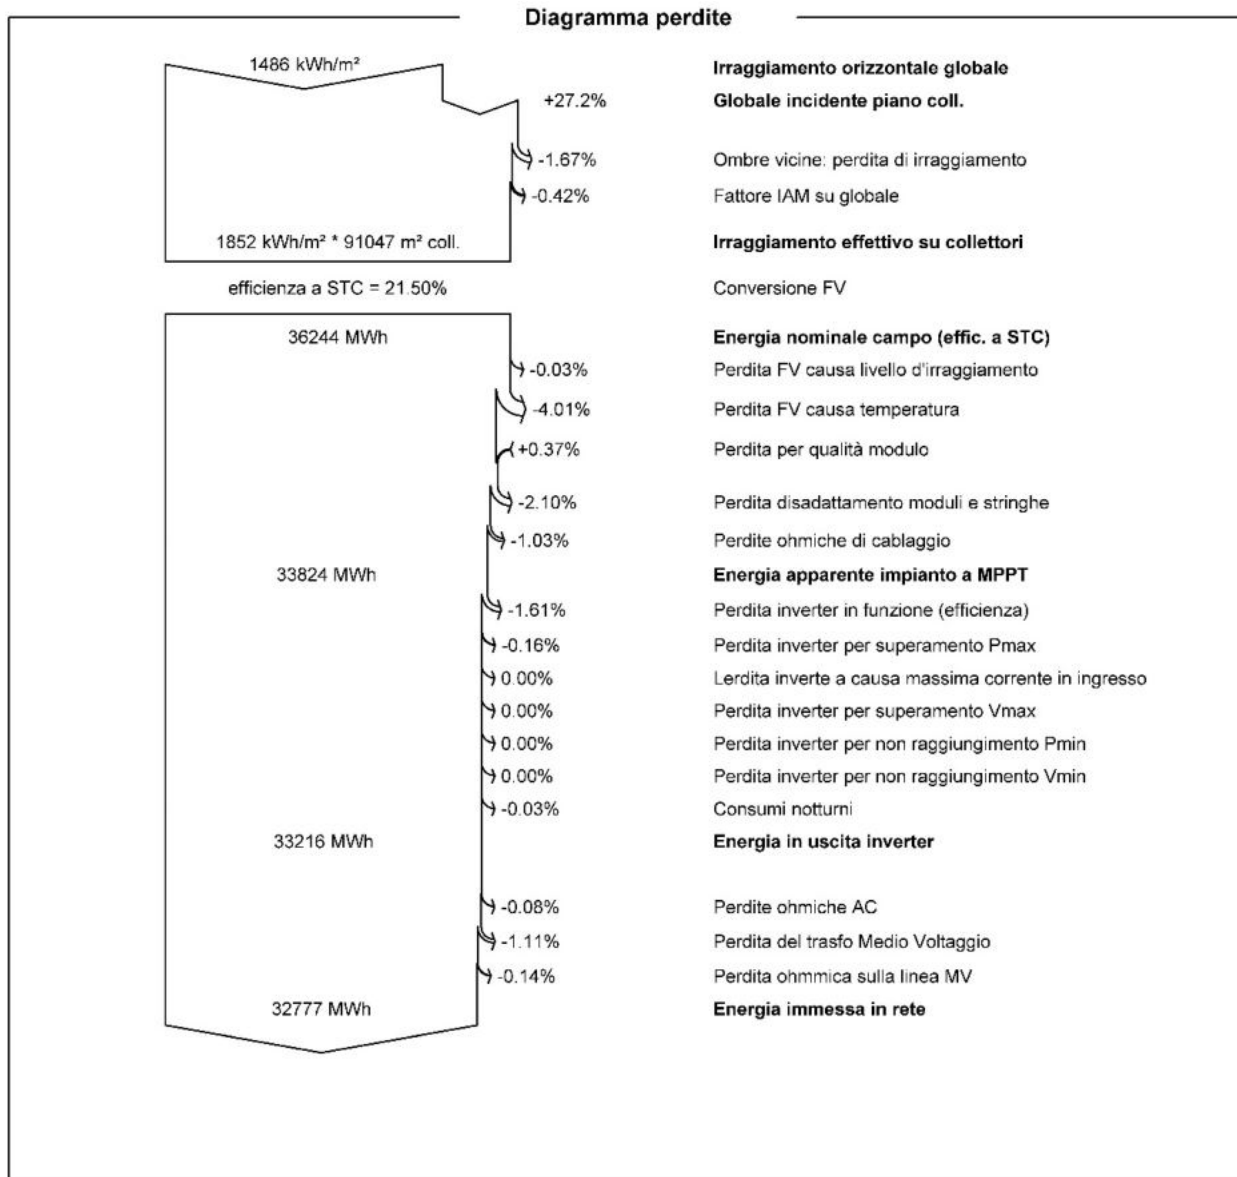 Diagramma perdite
1486 kWh/m² Irraggiamento orizzontale globale
+27.2% Globale incidente piano coll.
-1.67% Ombre vicine: perdita di irraggiamento
-0.42% Fattore IAM su globale
1852 kWh/m² * 91047 m² coll. Irraggiamento effettivo su collettori
efficienza a STC = 21.50% Conversione FV
36244 MWh Energia nominale campo (effic. a STC)
-0.03% Perdita FV causa livello d'irraggiamento
-4.01% Perdita FV causa temperatura
+0.37% Perdita per qualità modulo
-2.10% Perdita disadattamento moduli e stringhe
-1.03% Perdite ohmiche di cablaggio
33824 MWh Energia apparente impianto a MPPT
-1.61% Perdita inverter in funzione (efficienza)
-0.16% Perdita inverter per superamento Pmax
0.00% Lerdita inverte a causa massima corrente in ingresso
0.00% Perdita inverter per superamento Vmax
0.00% Perdita inverter per non raggiungimento Pmin
0.00% Perdita inverter per non raggiungimento Vmin
-0.03% Consumi notturni
33216 MWh Energia in uscita inverter
-0.08% Perdite ohmiche AC
-1.11% Perdita del trasfo Medio Voltaggio
-0.14% Perdita ohmmica sulla linea MV
32777 MWh Energia immessa in rete